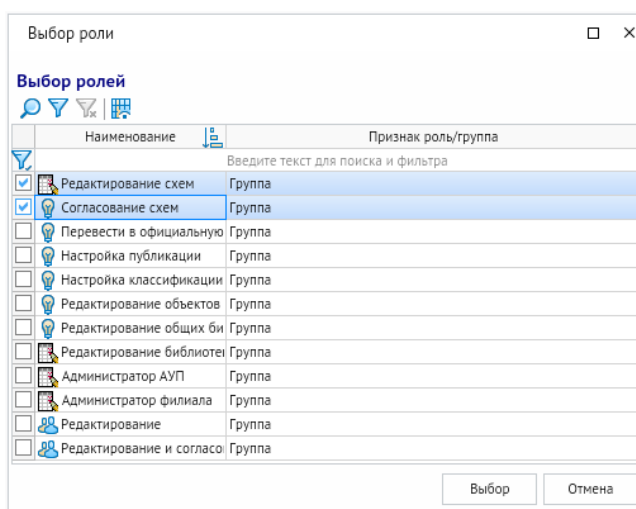 Выбор роли
Выбор ролей
Наименование Признак роль/группа
Введите текст для поиска и фильтра
Редактирование схем Группа
Согласование схем Группа
Перевести в официальную Группа
Настройка публикации Группа
Настройка классификации Группа
Редактирование объектов Группа
Редактирование общих би Группа
Редактирование библиоте Группа
Администратор АУП Группа
Администратор филиала Группа
Редактирование Группа
Редактирование и согласо Группа
Выбор Отмена